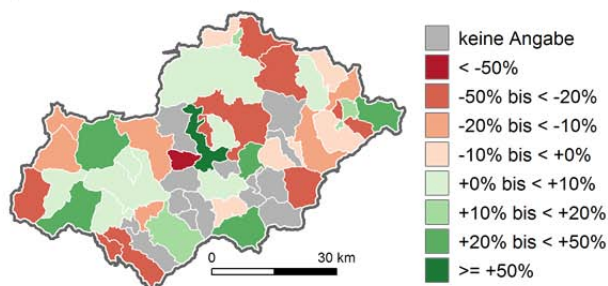 keine Angabe
< -50%
-50% bis < -20%
-20% bis < -10%
-10% bis < +0%
+0% bis < +10%
+10% bis < +20%
+20% bis < +50%
>= +50%
0 30 km